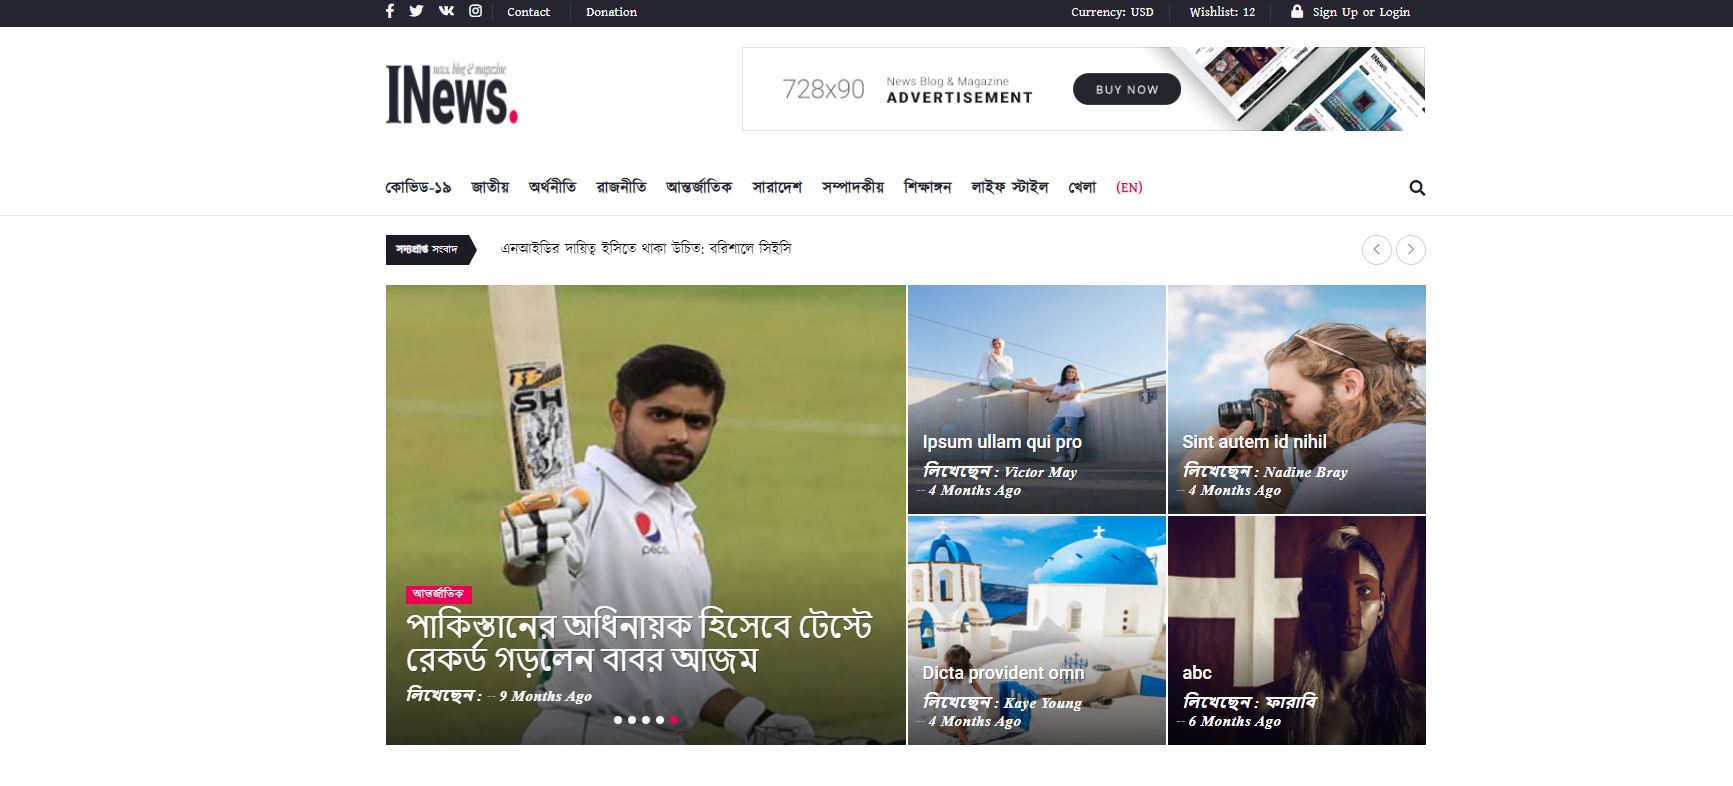 Contact
Donation
Currency: USD
Wishlist: 12
Sign Up or Login
news, blog & magazine
INews.
728x90
News Blog & Magazine
ADVERTISEMENT
BUY NOW
কোভিড-১৯ জাতীয় অর্থনীতি রাজনীতি আন্তর্জাতিক সারাদেশ সম্পাদকীয় শিক্ষাঙ্গন লাইফ স্টাইল খেলা (EN)
সদ্যপ্রাপ্ত সংবাদ
এনআইডির দায়িত্ব ইসিতে থাকা উচিত: বরিশালে সিইসি
SH
pepsi
আন্তর্জাতিক
পাকিস্তানের অধিনায়ক হিসেবে টেস্টে
রেকর্ড গড়লেন বাবর আজম
লিখেছেন : -- 9 Months Ago
Ipsum ullam qui pro
লিখেছেন : Victor May
-- 4 Months Ago
Sint autem id nihil
লিখেছেন : Nadine Bray
-- 4 Months Ago
Dicta provident omn
লিখেছেন : Kaye Young
-- 4 Months Ago
abc
লিখেছেন : ফারাবি
-- 6 Months Ago